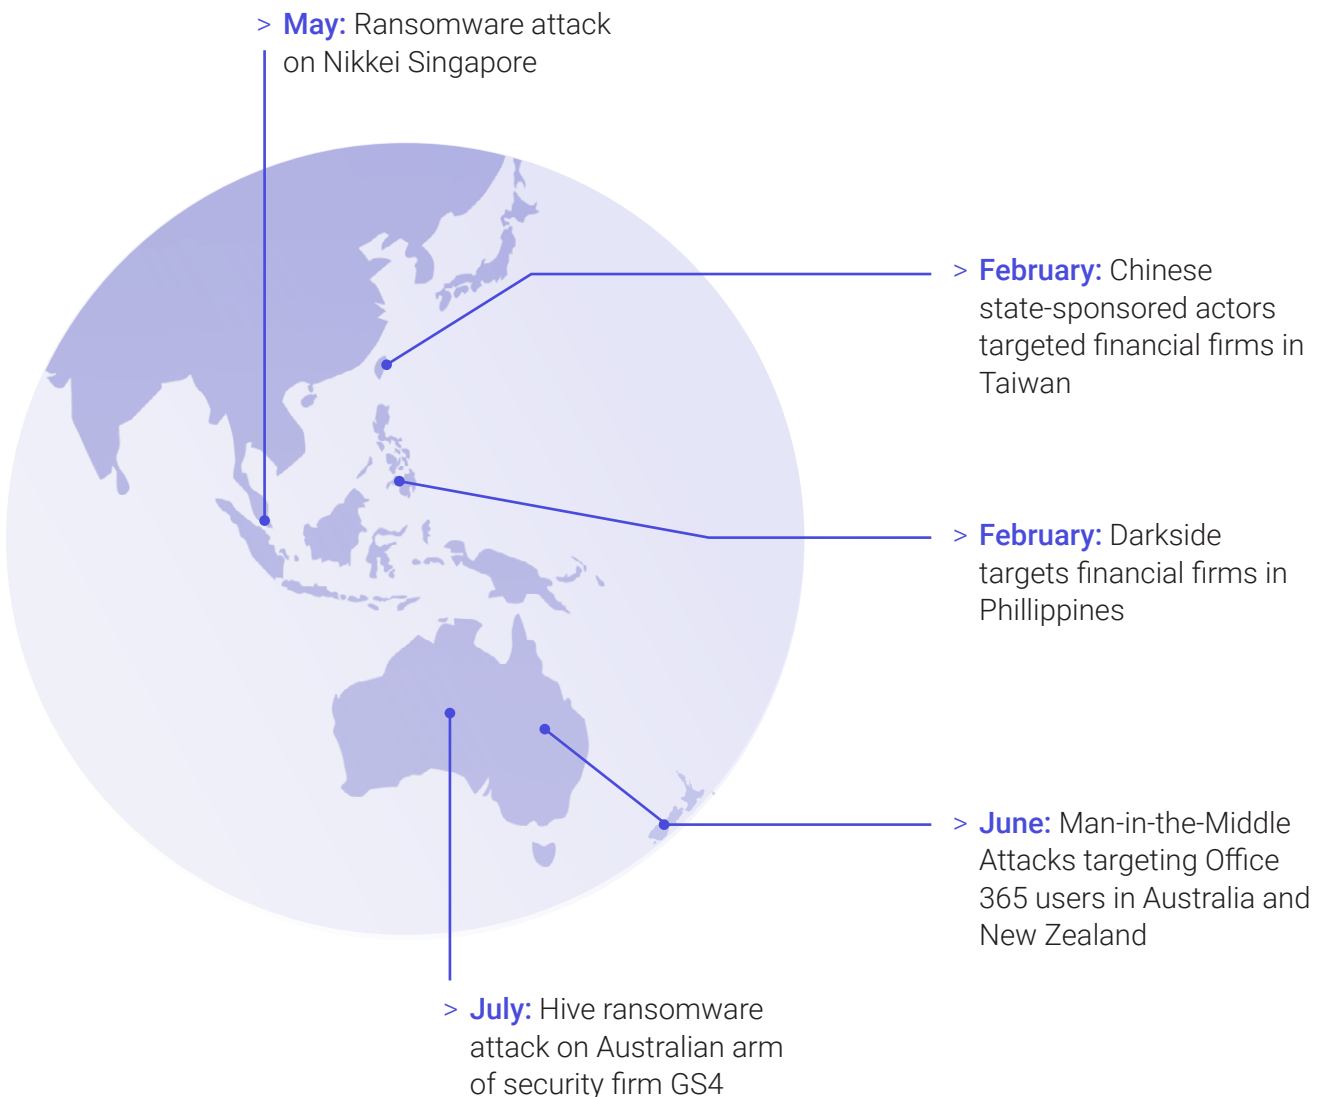 > May: Ransomware attack
on Nikkei Singapore
> February: Chinese
state-sponsored actors
targeted financial firms in
Taiwan
> February: Darkside
targets financial firms in
Phillippines
> June: Man-in-the-Middle
Attacks targeting Office
365 users in Australia and
New Zealand
> July: Hive ransomware
attack on Australian arm
of security firm GS4